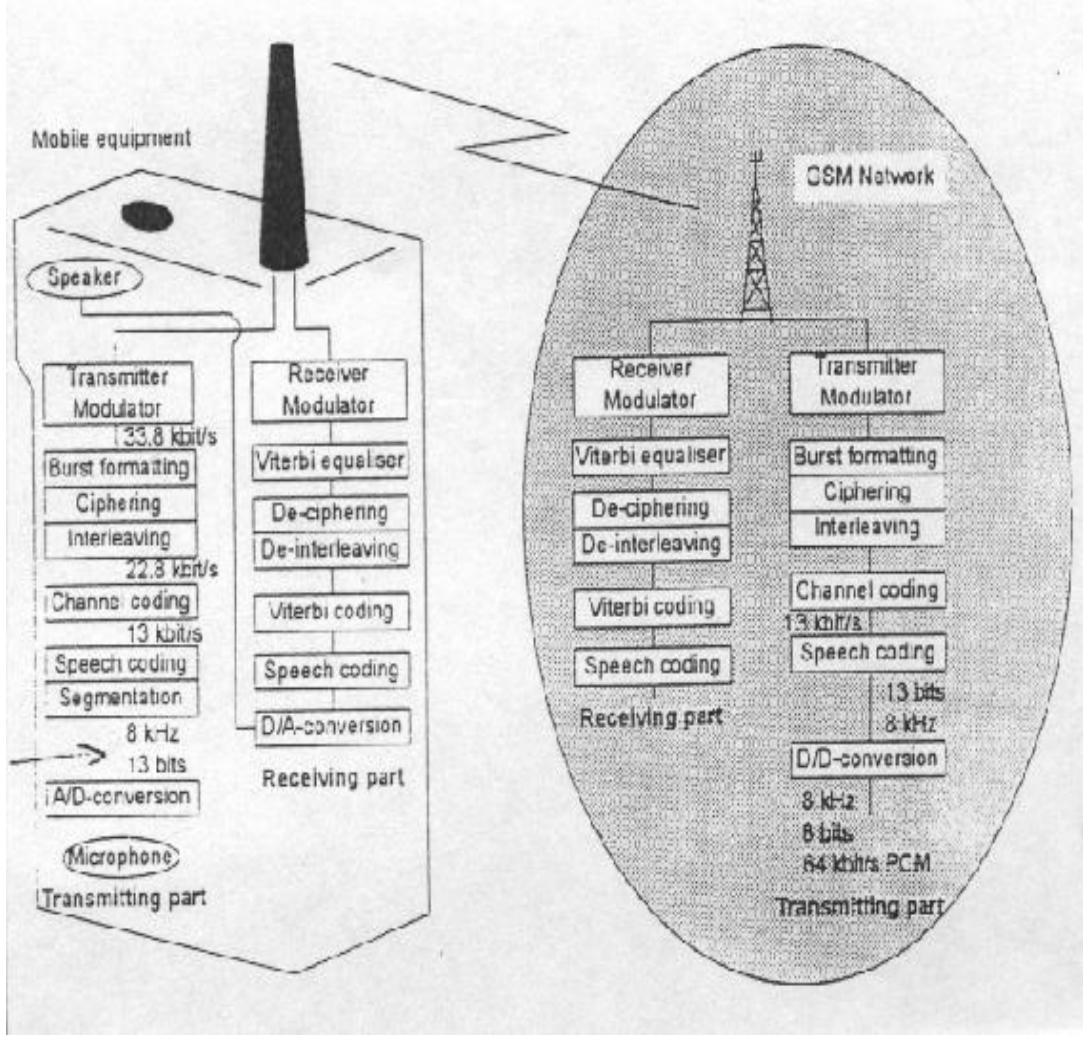 Mobile equipment
Speaker
Transmitter
Modulator
33.8 kbit/s
Burst formatting
Ciphering
Interleaving
22.8 kbit/s
Channel coding
13 kbit/s
Speech coding
Segmentation
8 kHz
13 bits
A/D-conversion
Microphone
Transmitting part
Receiver
Modulator
Viterbi equaliser
De-ciphering
De-interleaving
Viterbi coding
Speech coding
D/A-conversion
Receiving part
GSM Network
Receiver
Modulator
Viterbi equaliser
De-ciphering
De-interleaving
Viterbi coding
Speech coding
Receiving part
Transmitter
Modulator
Burst formatting
Ciphering
Interleaving
Channel coding
13 kbit/s
Speech coding
13 bits
8 kHz
D/D-conversion
8 kHz
8 bits
64 kbit/s PCM
Transmitting part